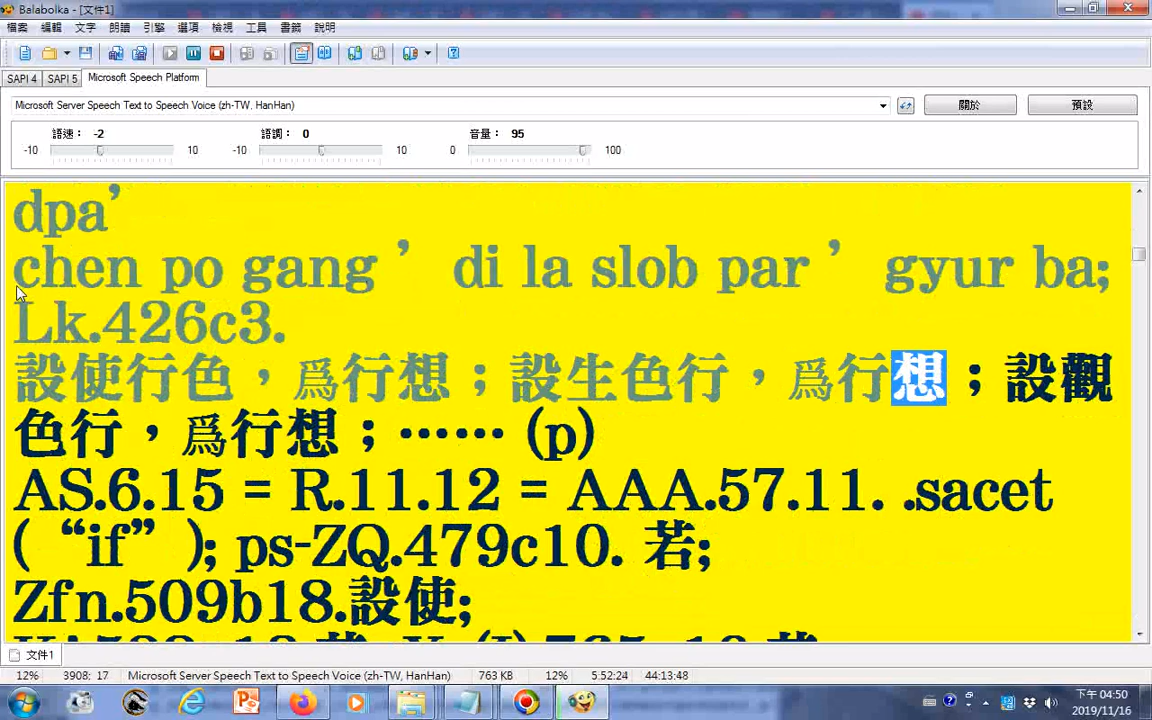 Balabolka - [文件1]
檔案 編輯 文字 朗讀 引擎 選項 檢視 工具 書籤 說明
SAPI 4 SAPI 5 Microsoft Speech Platform
Microsoft Server Speech Text to Speech Voice (zh-TW, HanHan) 關於 預設
語速： -2 語調： 0 音量： 95
-10 10 -10 10 0 100
dpa’
chen po gang ’di la slob par ’gyur ba;
Lk.426c3.
設使行色，爲行想；設生色行，爲行想；設觀
色行，爲行想；…… (p)
AS.6.15 = R.11.12 = AAA.57.11. .sacet
(“if”); ps-ZQ.479c10. 若;
Zfn.509b18.設使;
文件1
12% 3908: 17 Microsoft Server Speech Text to Speech Voice (zh-TW, HanHan) 763 KB 12% 5:52:24 44:13:48
下午 04:50
2019/11/16